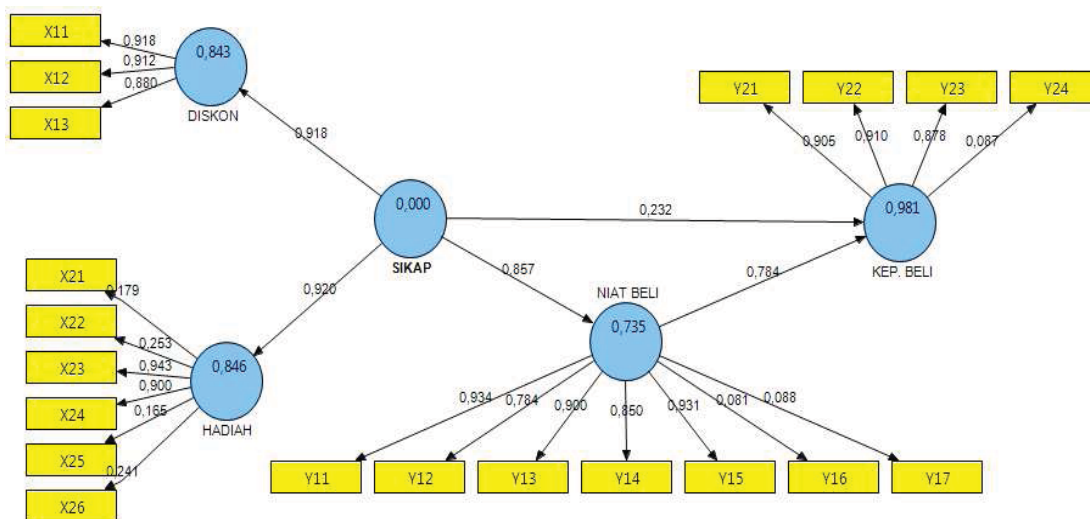 X11
X12
X13
0,918
0,912
0,880
0,843
DISKON
0,918
Y21
Y22
Y23
Y24
0,905
0,910
0,878
0,087
0,981
KEP. BELI
0,000
SIKAP
0,232
0,857
0,784
0,920
X21
X22
X23
X24
X25
X26
0,179
0,253
0,943
0,900
0,165
0,241
0,846
HADIAH
NIAT BELI
0,735
0,934
0,784
0,900
0,850
0,931
0,081
0,088
Y11
Y12
Y13
Y14
Y15
Y16
Y17